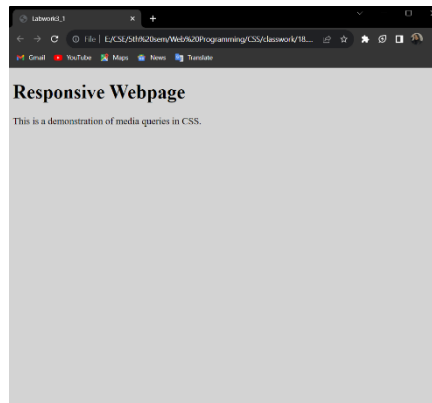 Labwork3_1
File | E:/CSE/5th%20sem/Web%20Programming/CSS/classwork/18....
Gmail YouTube Maps News Translate
Responsive Webpage
This is a demonstration of media queries in CSS.